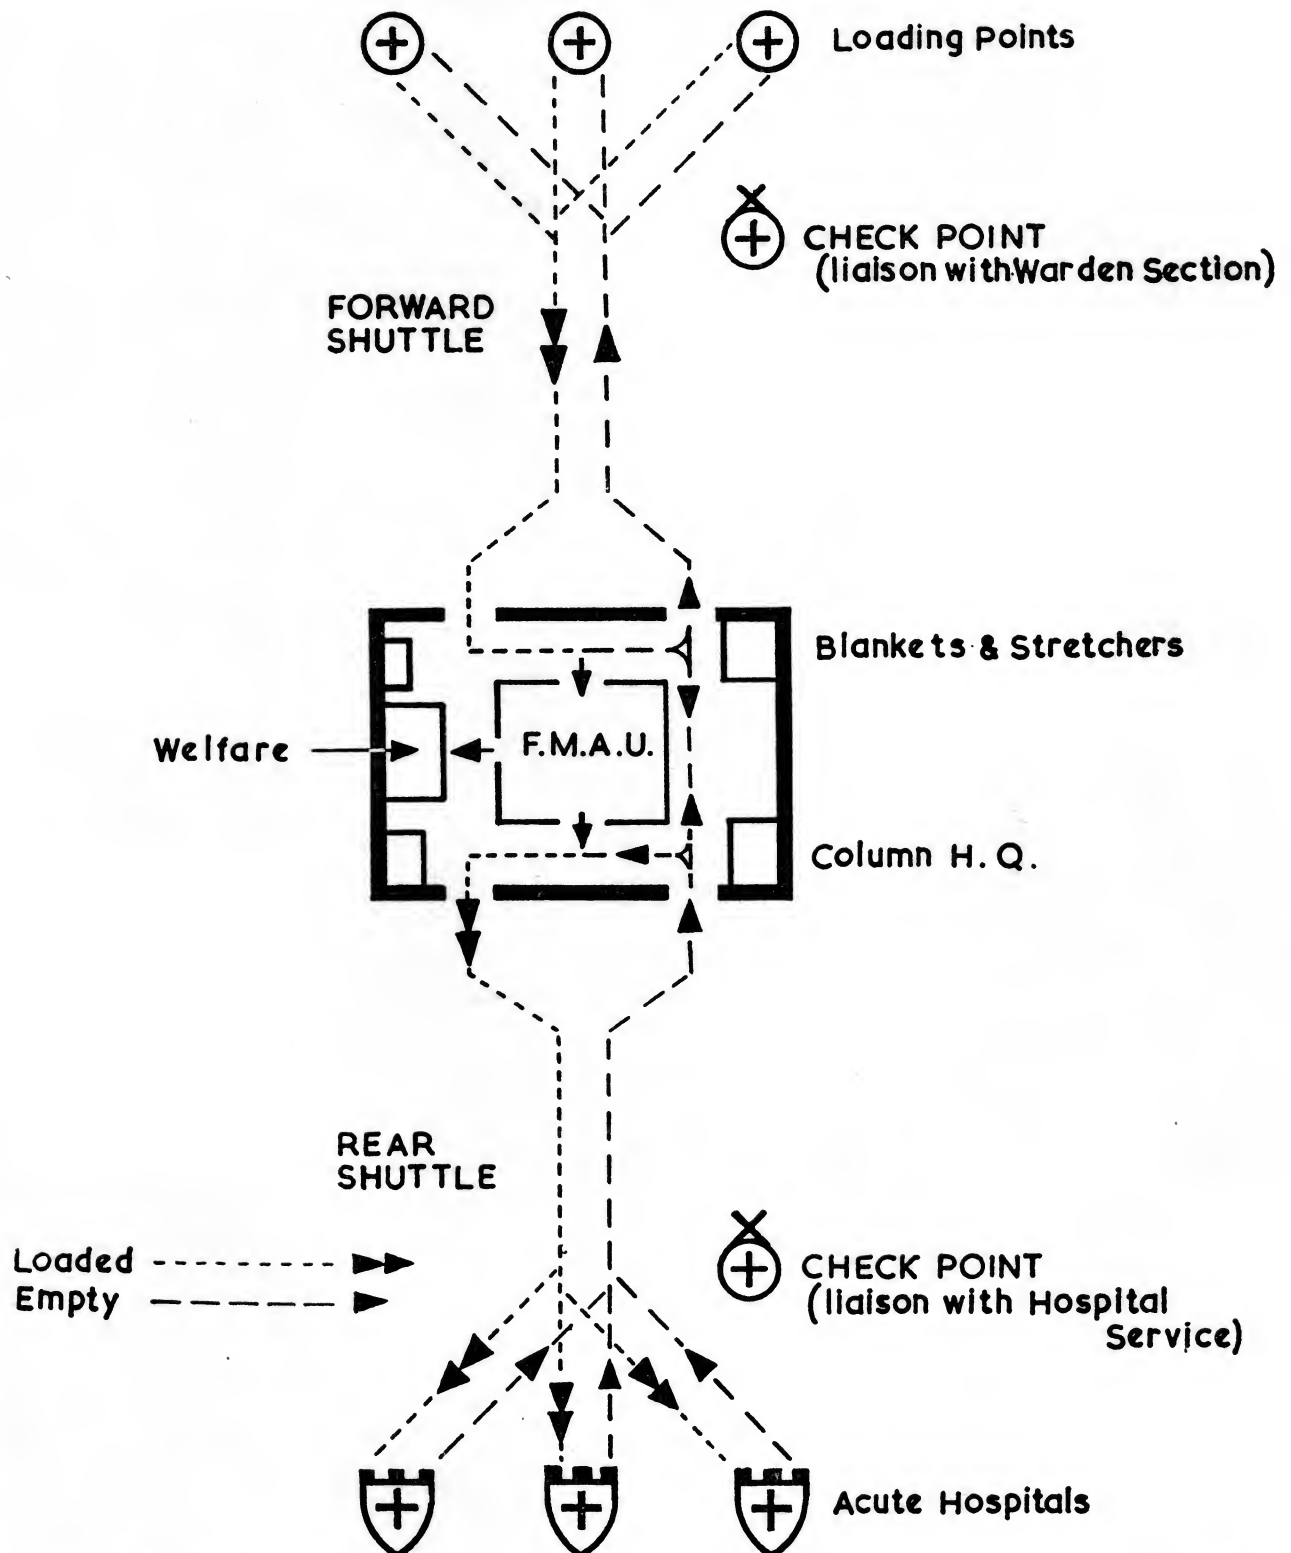 Loading Points
CHECK POINT
(liaison with Warden Section)
FORWARD
SHUTTLE
Blankets & Stretchers
Welfare
F.M.A.U.
Column H.Q.
REAR
SHUTTLE
Loaded
Empty
CHECK POINT
(liaison with Hospital
Service)
Acute Hospitals